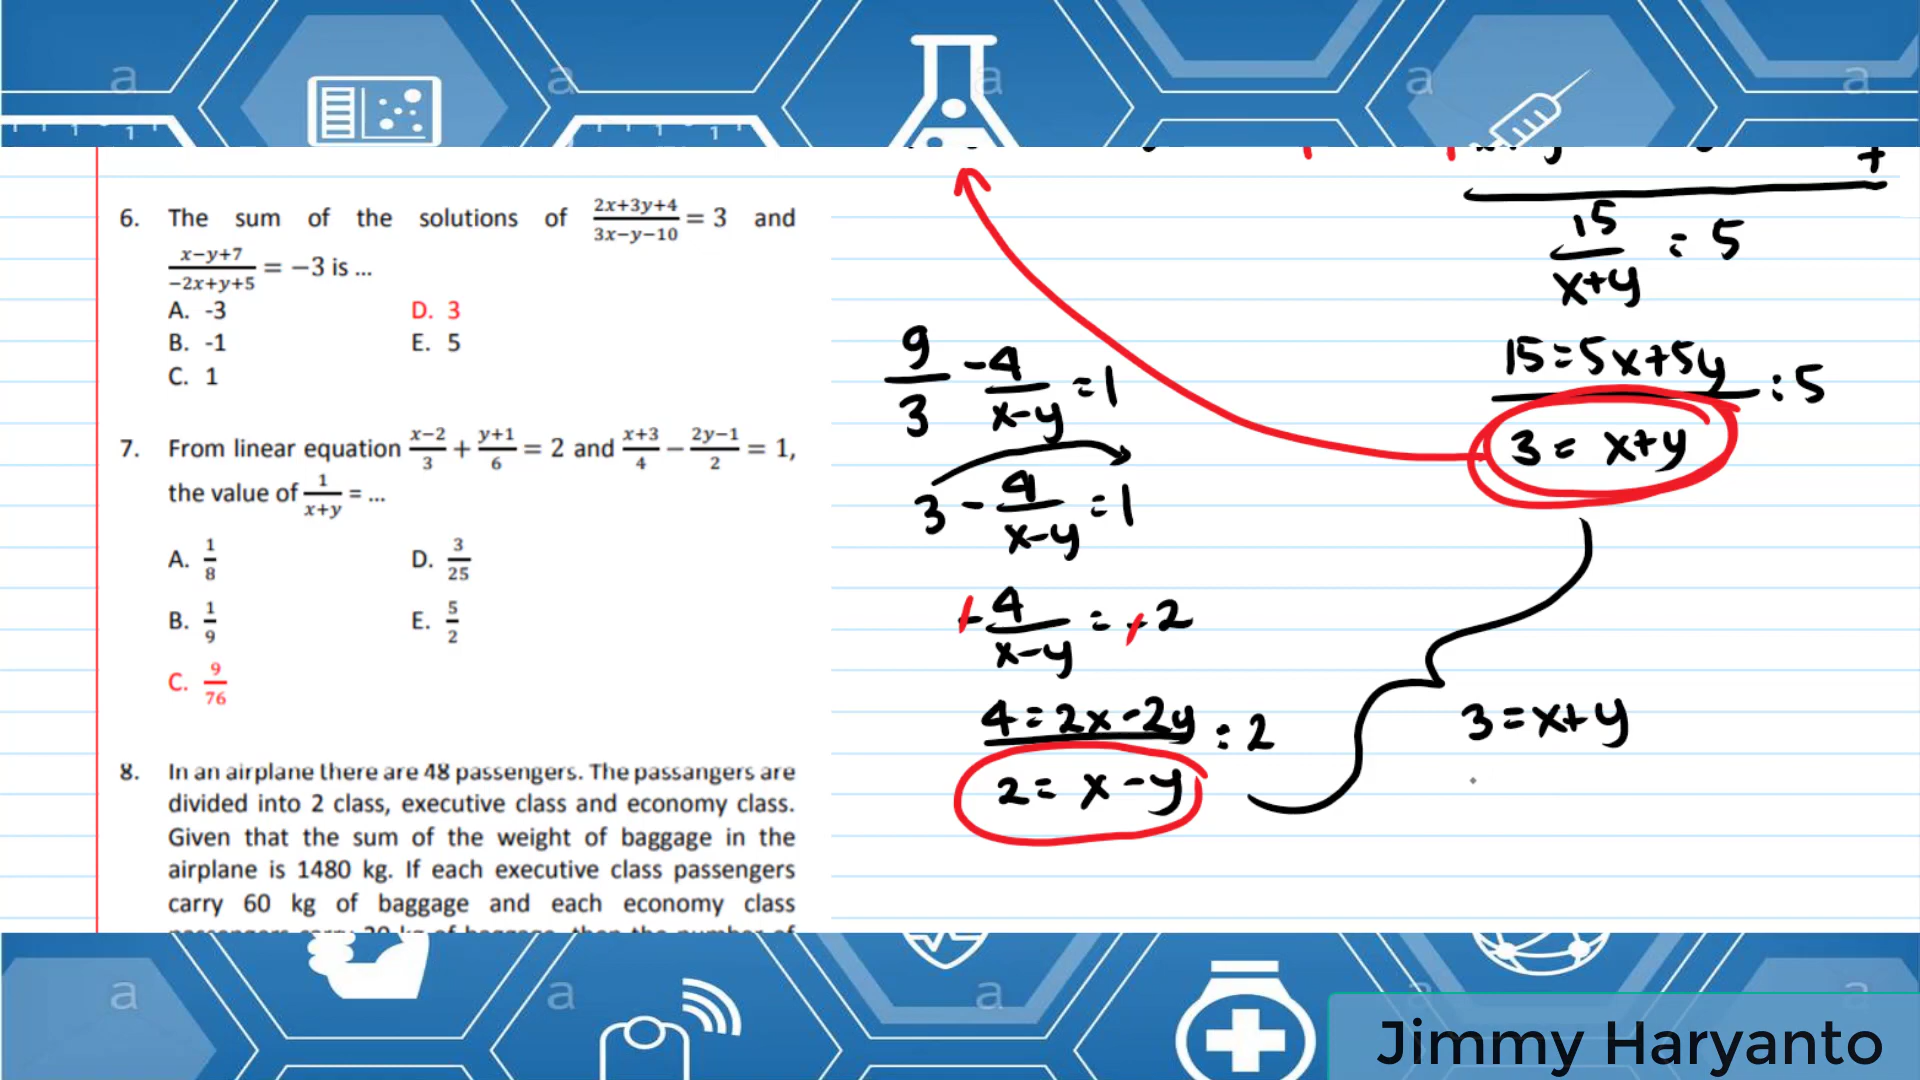 6. The sum of the solutions of (2x+3y+4)/(3x−y−10) = 3 and
(x−y+7)/(−2x+y+5) = −3 is ...
A. -3 D. 3
B. -1 E. 5
C. 1
7. From linear equation (x−2)/3 + (y+1)/6 = 2 and (x+3)/4 − (2y−1)/2 = 1,
the value of 1/(x+y) = ...
A. 1/8 D. 3/25
B. 1/9 E. 5/2
C. 9/76
8. In an airplane there are 48 passengers. The passangers are
divided into 2 class, executive class and economy class.
Given that the sum of the weight of baggage in the
airplane is 1480 kg. If each executive class passengers
carry 60 kg of baggage and each economy class
9/3 - 4/(x-y) = 1
3 - 4/(x-y) = 1
- 4/(x-y) = -2
4 = 2x - 2y : 2
2 = x - y
+
15/(x+y) = 5
15 = 5x + 5y : 5
3 = x+y
3 = x+y
Jimmy Haryanto